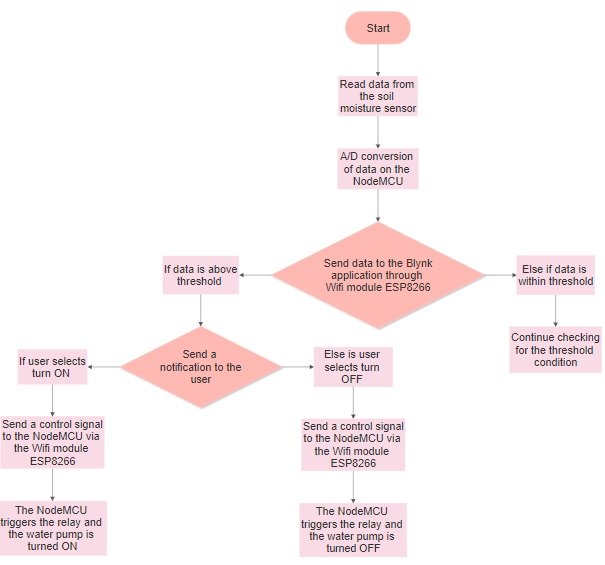 Start
Read data from
the soil
moisture sensor
A/D conversion
of data on the
NodeMCU
Send data to the Blynk
application through
Wifi module ESP8266
If data is above
threshold
Else if data is
within threshold
Continue checking
for the threshold
condition
Send a
notification to the
user
If user selects
turn ON
Else is user
selects turn
OFF
Send a control signal
to the NodeMCU via
the Wifi module
ESP8266
Send a control signal
to the NodeMCU via
the Wifi module
ESP8266
The NodeMCU
triggers the relay and
the water pump is
turned ON
The NodeMCU
triggers the relay and
the water pump is
turned OFF